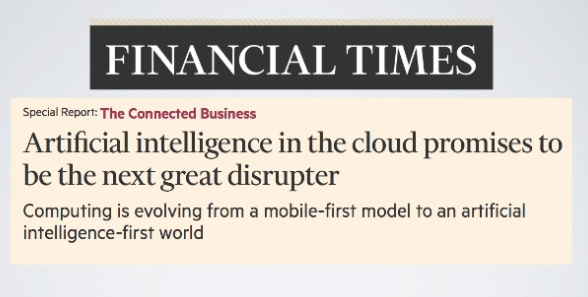 FINANCIAL TIMES
Special Report: The Connected Business
Artificial intelligence in the cloud promises to
be the next great disrupter
Computing is evolving from a mobile-first model to an artificial
intelligence-first world